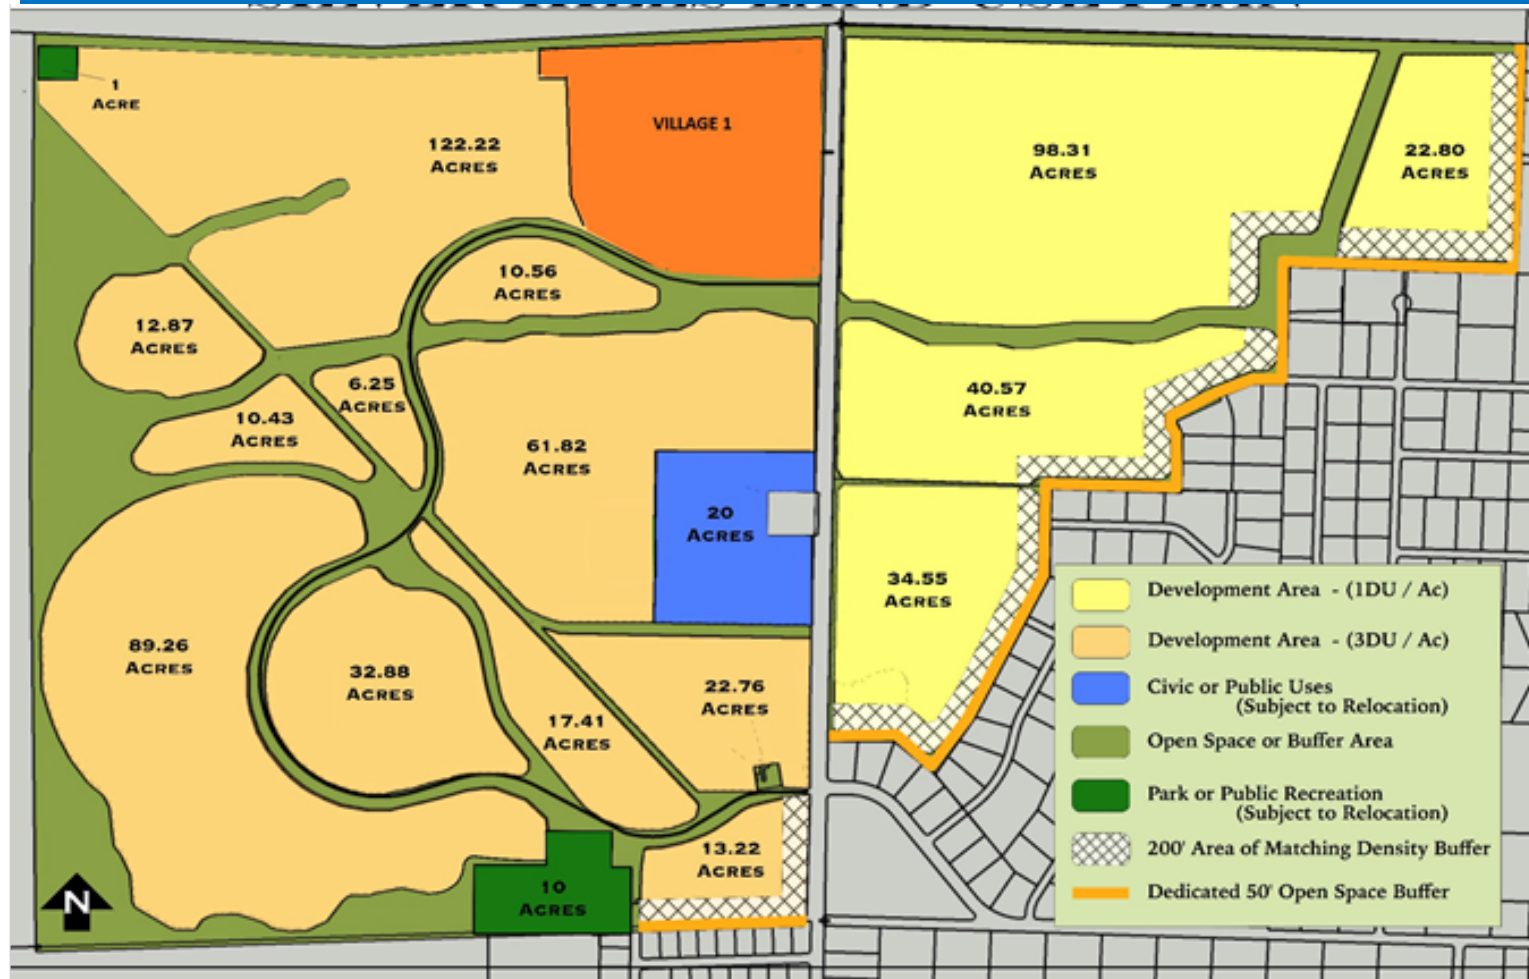 1
ACRE
122.22
ACRES
VILLAGE 1
98.31
ACRES
22.80
ACRES
10.56
ACRES
12.87
ACRES
6.25
ACRES
40.57
ACRES
10.43
ACRES
61.82
ACRES
20
ACRES
34.55
ACRES
89.26
ACRES
32.88
ACRES
22.76
ACRES
17.41
ACRES
13.22
ACRES
10
ACRES
N
Development Area - (1DU / Ac)
Development Area - (3DU / Ac)
Civic or Public Uses
(Subject to Relocation)
Open Space or Buffer Area
Park or Public Recreation
(Subject to Relocation)
200' Area of Matching Density Buffer
Dedicated 50' Open Space Buffer